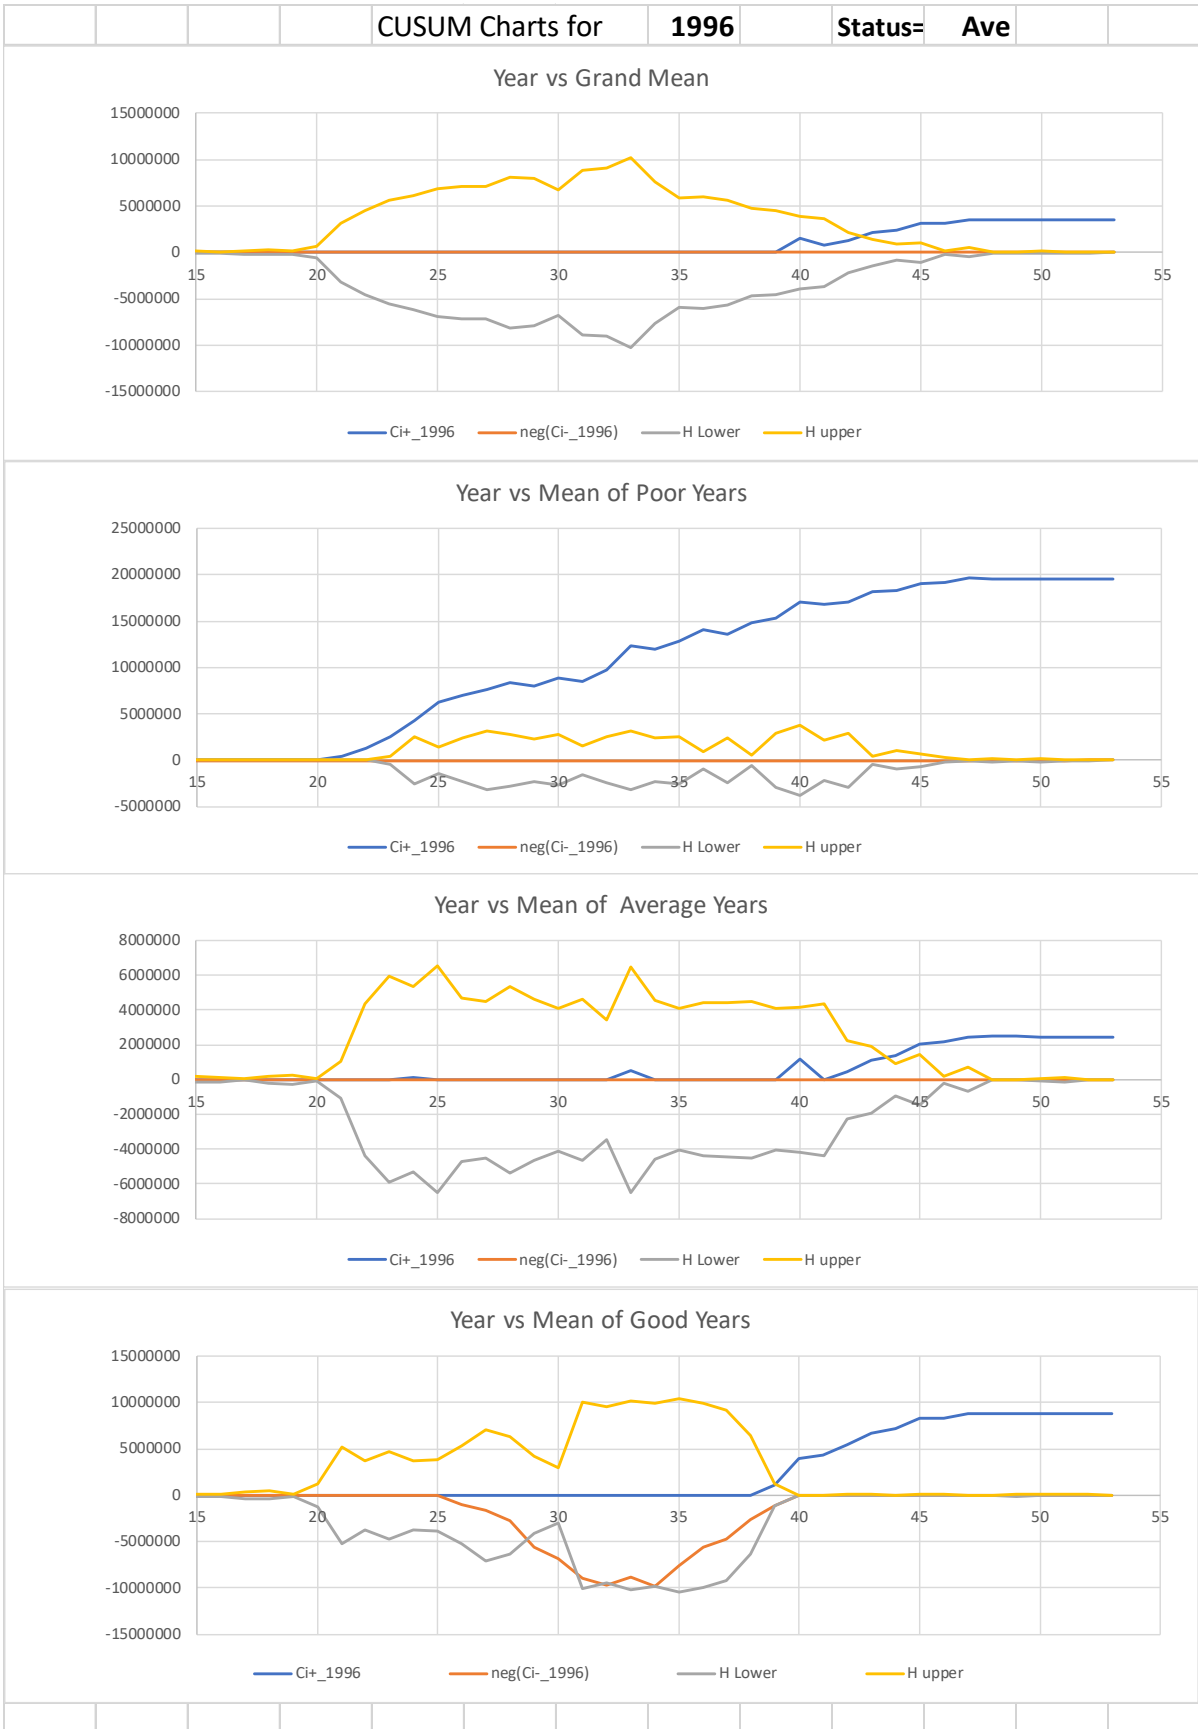 CUSUM Charts for 1996 Status= Ave
Year vs Grand Mean
15000000
10000000
5000000
0
-5000000
-10000000
-15000000
15 20 25 30 35 40 45 50 55
Ci+_1996 neg(Ci-_1996) H Lower H upper
Year vs Mean of Poor Years
25000000
20000000
15000000
10000000
5000000
0
-5000000
15 20 25 30 35 40 45 50 55
Ci+_1996 neg(Ci-_1996) H Lower H upper
Year vs Mean of Average Years
8000000
6000000
4000000
2000000
0
-2000000
-4000000
-6000000
-8000000
15 20 25 30 35 40 45 50 55
Ci+_1996 neg(Ci-_1996) H Lower H upper
Year vs Mean of Good Years
15000000
10000000
5000000
0
-5000000
-10000000
-15000000
15 20 25 30 35 40 45 50 55
Ci+_1996 neg(Ci-_1996) H Lower H upper